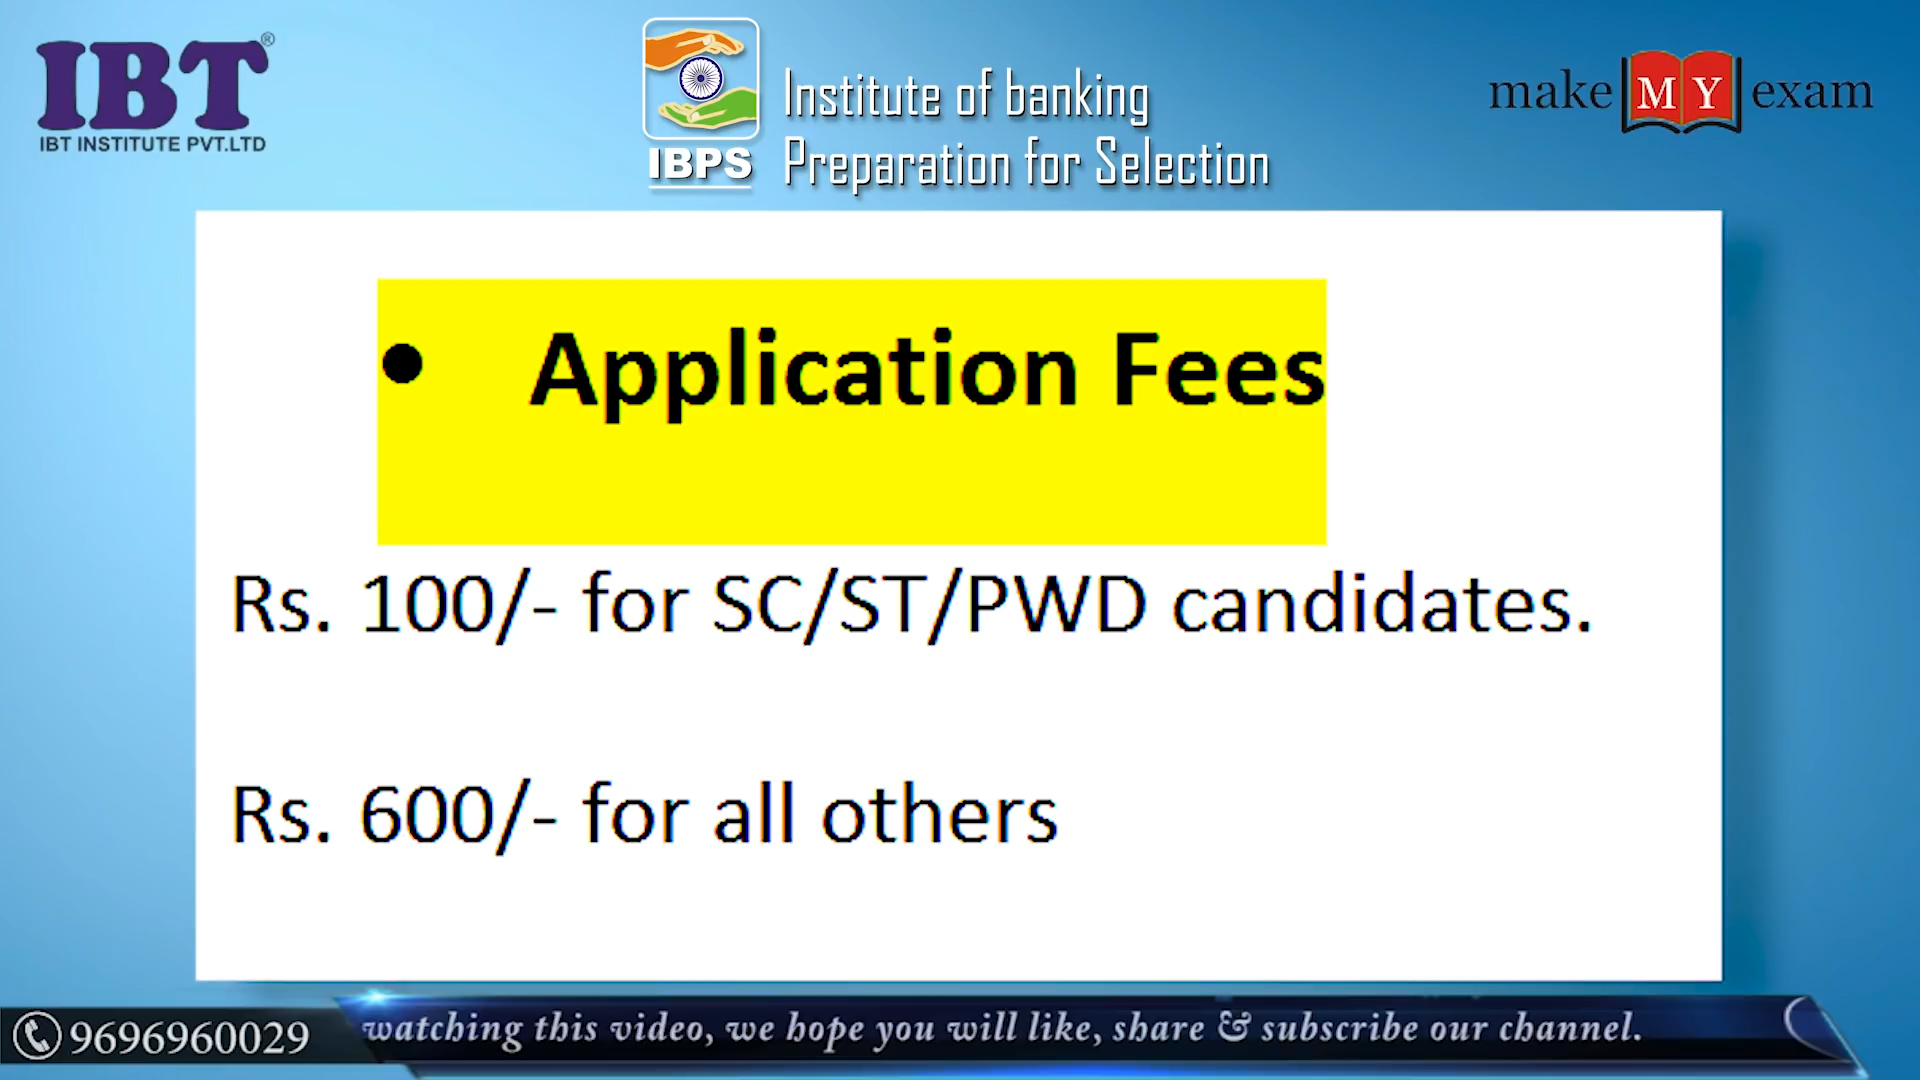 IBT®
IBT INSTITUTE PVT.LTD
IBPS
Institute of banking
Preparation for Selection
make MY exam
• Application Fees
Rs. 100/- for SC/ST/PWD candidates.
Rs. 600/- for all others
9696960029
watching this video, we hope you will like, share & subscribe our channel.